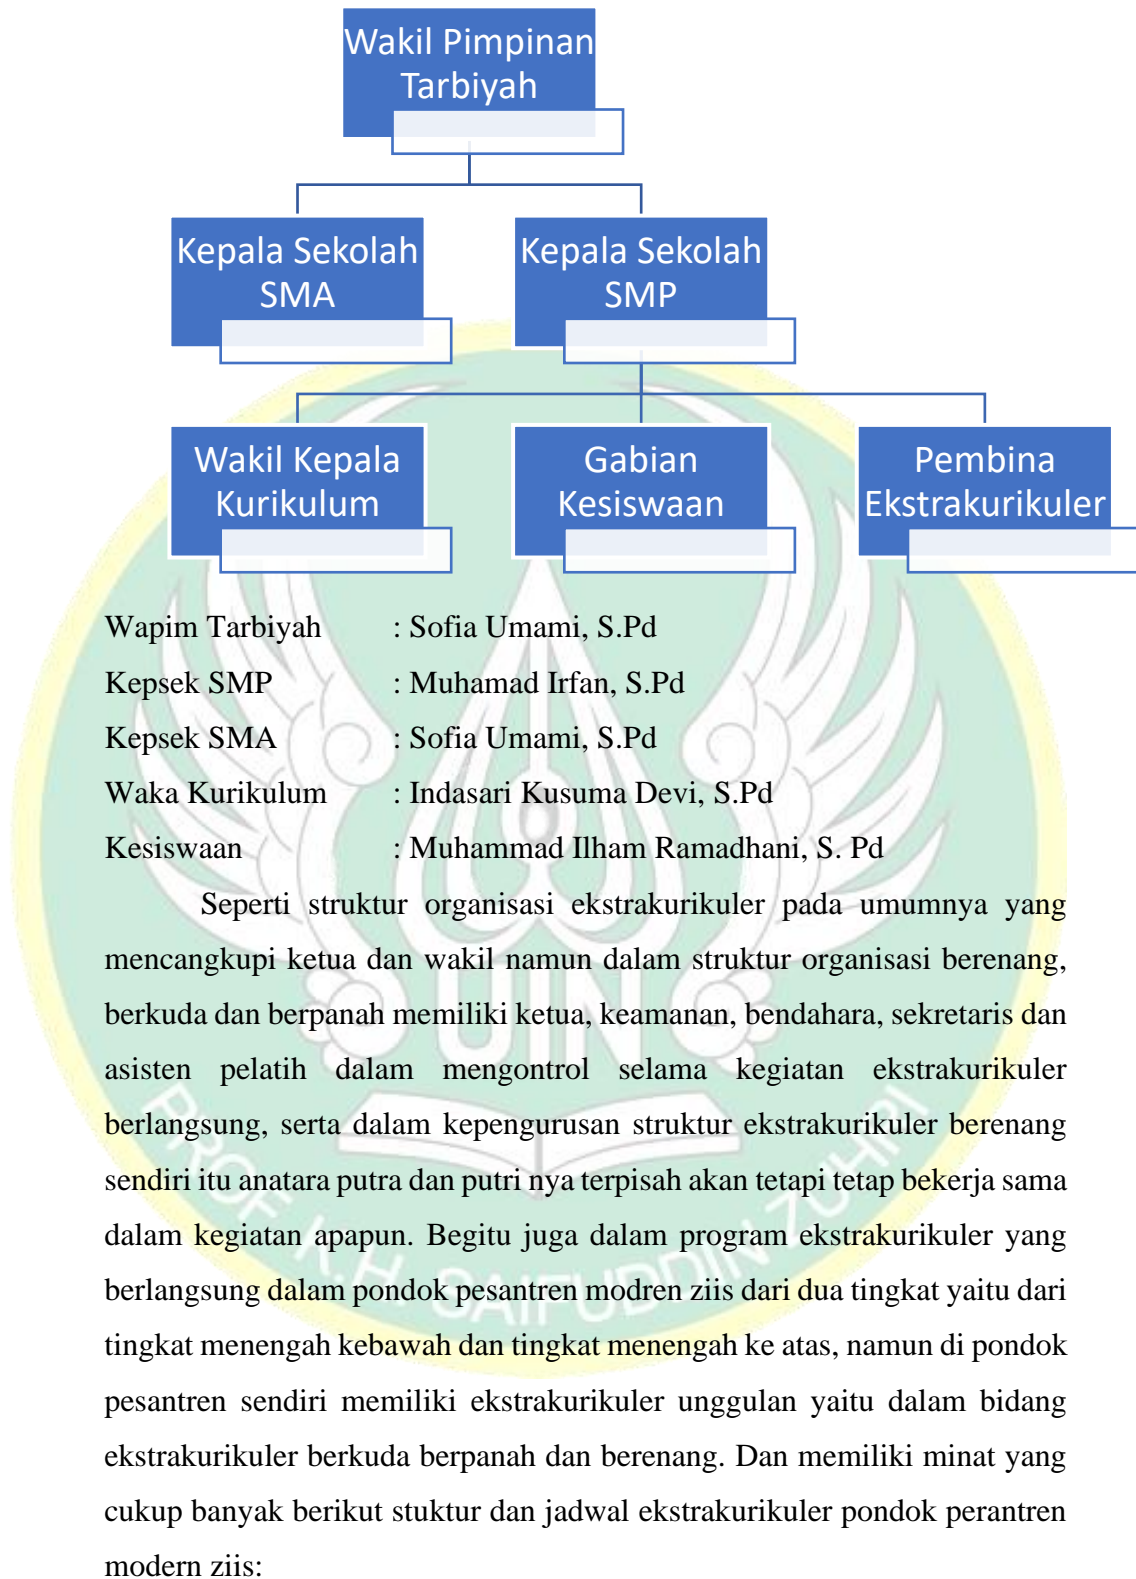 Wakil Pimpinan
Tarbiyah
Kepala Sekolah
SMA
Kepala Sekolah
SMP
Wakil Kepala
Kurikulum
Gabian
Kesiswaan
Pembina
Ekstrakurikuler
Wapim Tarbiyah : Sofia Umami, S.Pd
Kepsek SMP : Muhamad Irfan, S.Pd
Kepsek SMA : Sofia Umami, S.Pd
Waka Kurikulum : Indasari Kusuma Devi, S.Pd
Kesiswaan : Muhammad Ilham Ramadhani, S. Pd
Seperti struktur organisasi ekstrakurikuler pada umumnya yang
mencangkupi ketua dan wakil namun dalam struktur organisasi berenang,
berkuda dan berpanah memiliki ketua, keamanan, bendahara, sekretaris dan
asisten pelatih dalam mengontrol selama kegiatan ekstrakurikuler
berlangsung, serta dalam kepengurusan struktur ekstrakurikuler berenang
sendiri itu anatara putra dan putri nya terpisah akan tetapi tetap bekerja sama
dalam kegiatan apapun. Begitu juga dalam program ekstrakurikuler yang
berlangsung dalam pondok pesantren modren ziis dari dua tingkat yaitu dari
tingkat menengah kebawah dan tingkat menengah ke atas, namun di pondok
pesantren sendiri memiliki ekstrakurikuler unggulan yaitu dalam bidang
ekstrakurikuler berkuda berpanah dan berenang. Dan memiliki minat yang
cukup banyak berikut stuktur dan jadwal ekstrakurikuler pondok perantren
modern ziis:
UIN
PROF. K.H. SAIFUDDIN ZUHRI